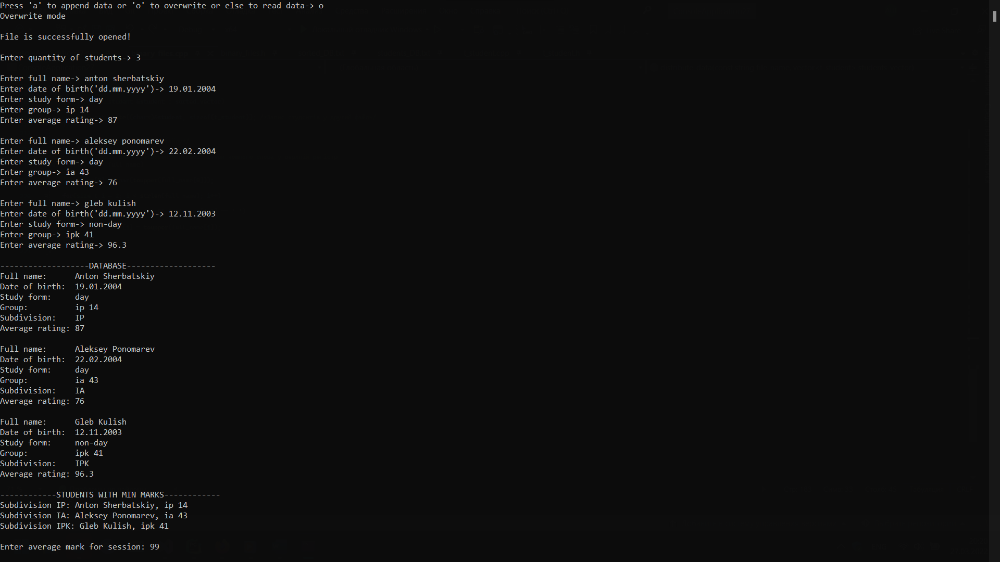 Press 'a' to append data or 'o' to overwrite or else to read data-> o
Overwrite mode
File is successfully opened!
Enter quantity of students-> 3
Enter full name-> anton sherbatskiy
Enter date of birth('dd.mm.yyyy')-> 19.01.2004
Enter study form-> day
Enter group-> ip 14
Enter average rating-> 87
Enter full name-> aleksey ponomarev
Enter date of birth('dd.mm.yyyy')-> 22.02.2004
Enter study form-> day
Enter group-> ia 43
Enter average rating-> 76
Enter full name-> gleb kulish
Enter date of birth('dd.mm.yyyy')-> 12.11.2003
Enter study form-> non-day
Enter group-> ipk 41
Enter average rating-> 96.3
-------------------DATABASE-------------------
Full name:      Anton Sherbatskiy
Date of birth:  19.01.2004
Study form:     day
Group:          ip 14
Subdivision:    IP
Average rating: 87
Full name:      Aleksey Ponomarev
Date of birth:  22.02.2004
Study form:     day
Group:          ia 43
Subdivision:    IA
Average rating: 76
Full name:      Gleb Kulish
Date of birth:  12.11.2003
Study form:     non-day
Group:          ipk 41
Subdivision:    IPK
Average rating: 96.3
------------STUDENTS WITH MIN MARKS------------
Subdivision IP: Anton Sherbatskiy, ip 14
Subdivision IA: Aleksey Ponomarev, ia 43
Subdivision IPK: Gleb Kulish, ipk 41
Enter average mark for session: 99